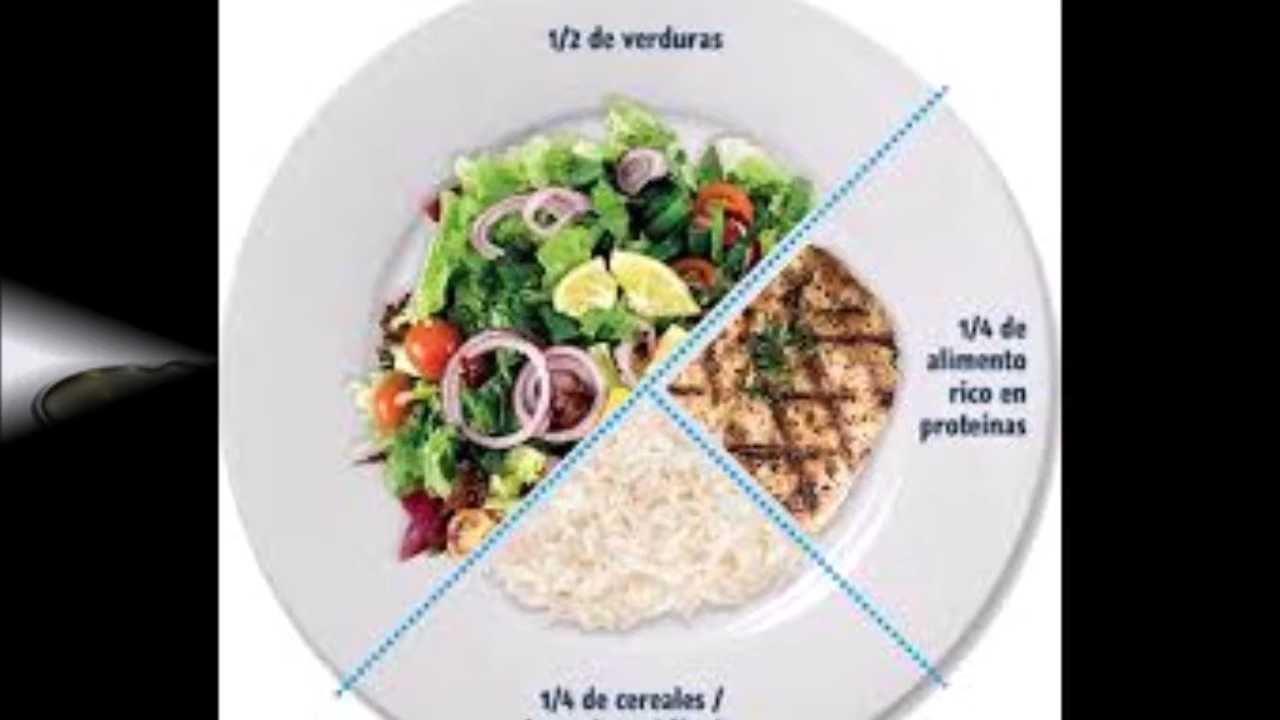 1/2 de verduras
1/4 de
alimento
rico en
proteinas
1/4 de cereales /